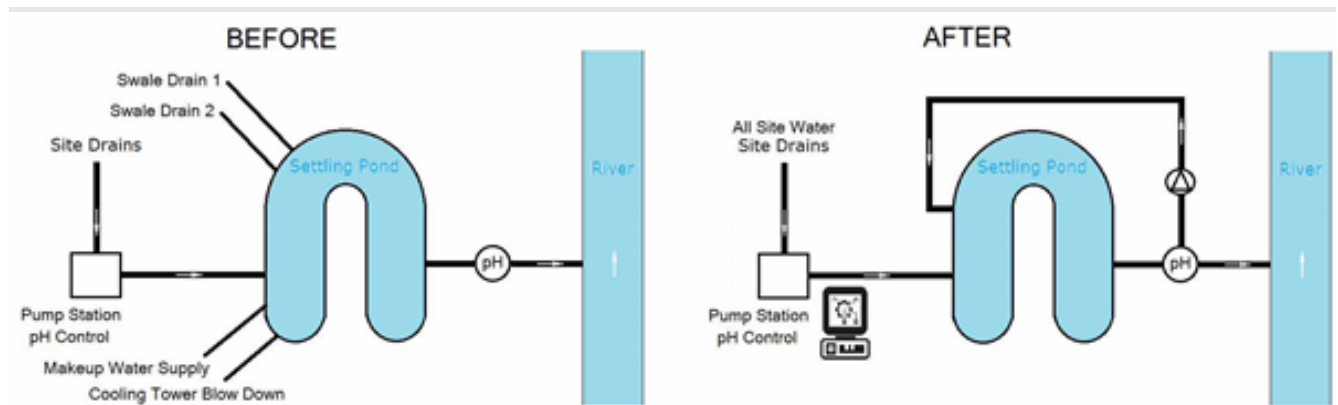 BEFORE
Swale Drain 1
Swale Drain 2
Site Drains
Settling Pond
River
pH
Pump Station
pH Control
Makeup Water Supply
Cooling Tower Blow Down
AFTER
All Site Water
Site Drains
Settling Pond
River
pH
Pump Station
pH Control